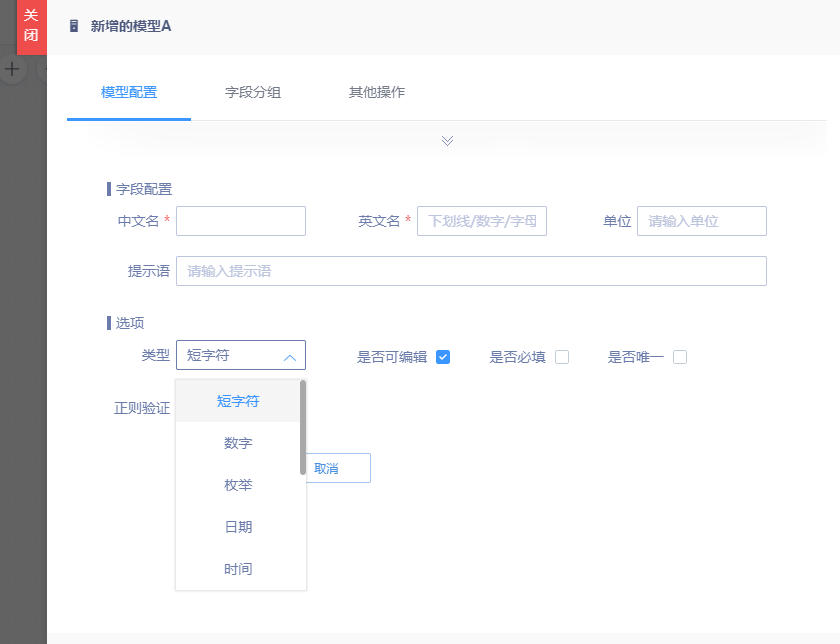 关闭
新增的模型A
模型配置 字段分组 其他操作
字段配置
中文名 * 英文名 * 下划线/数字/字母 单位 请输入单位
提示语 请输入提示语
选项
类型 短字符 是否可编辑 是否必填 是否唯一
正则验证
短字符
数字
取消
枚举
日期
时间